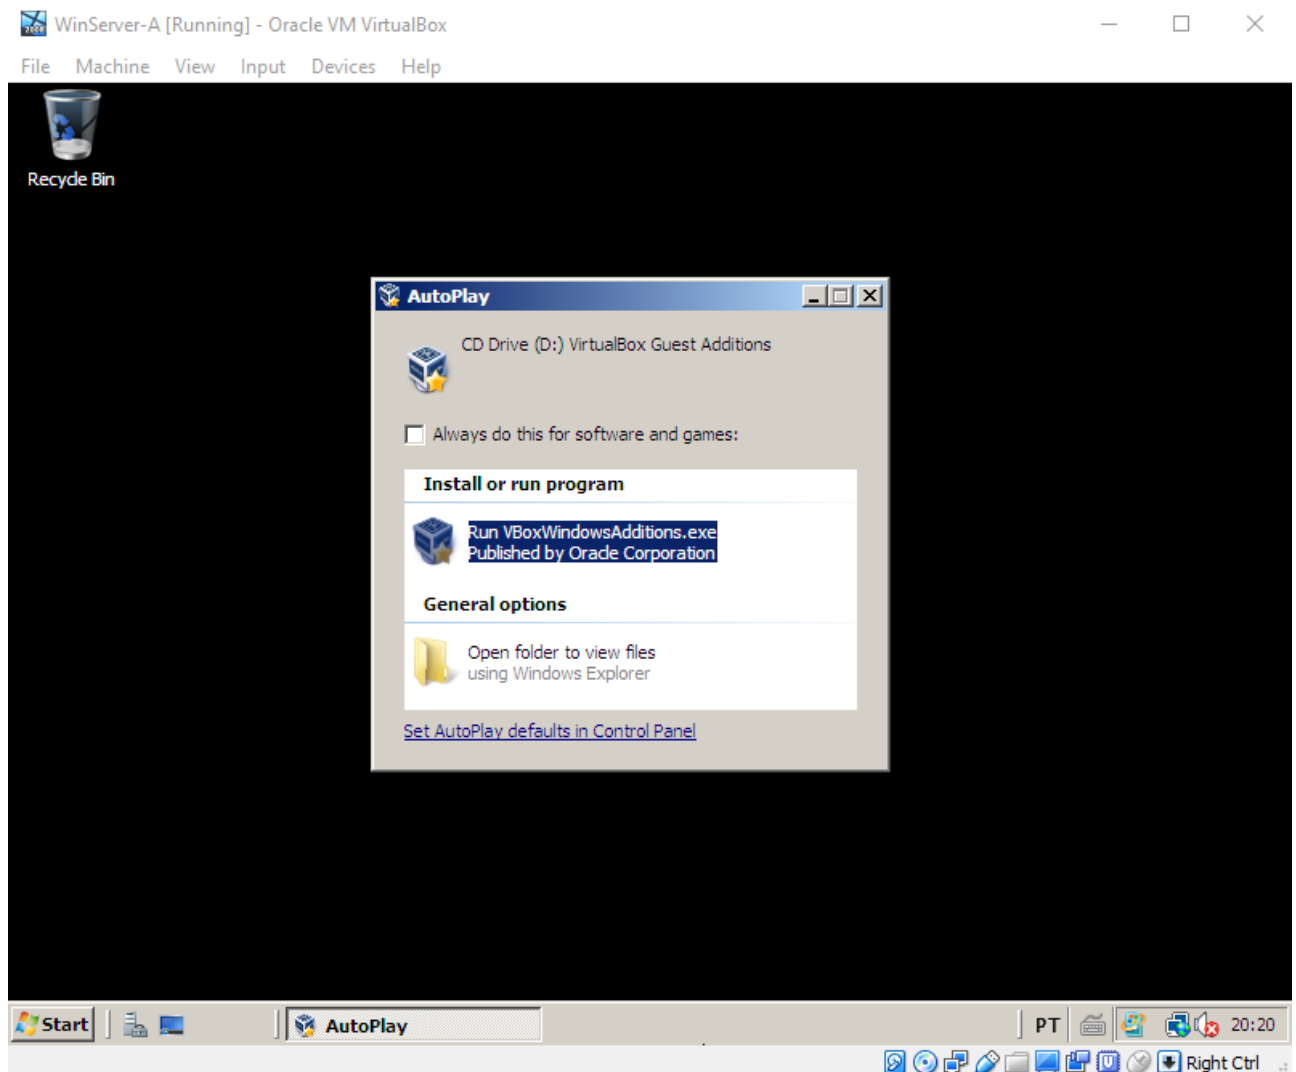 WinServer-A [Running] - Oracle VM VirtualBox
File Machine View Input Devices Help
Recycle Bin
AutoPlay
CD Drive (D:) VirtualBox Guest Additions
Always do this for software and games:
Install or run program
Run VBoxWindowsAdditions.exe
Published by Oracle Corporation
General options
Open folder to view files
using Windows Explorer
Set AutoPlay defaults in Control Panel
Start AutoPlay PT 20:20
Right Ctrl